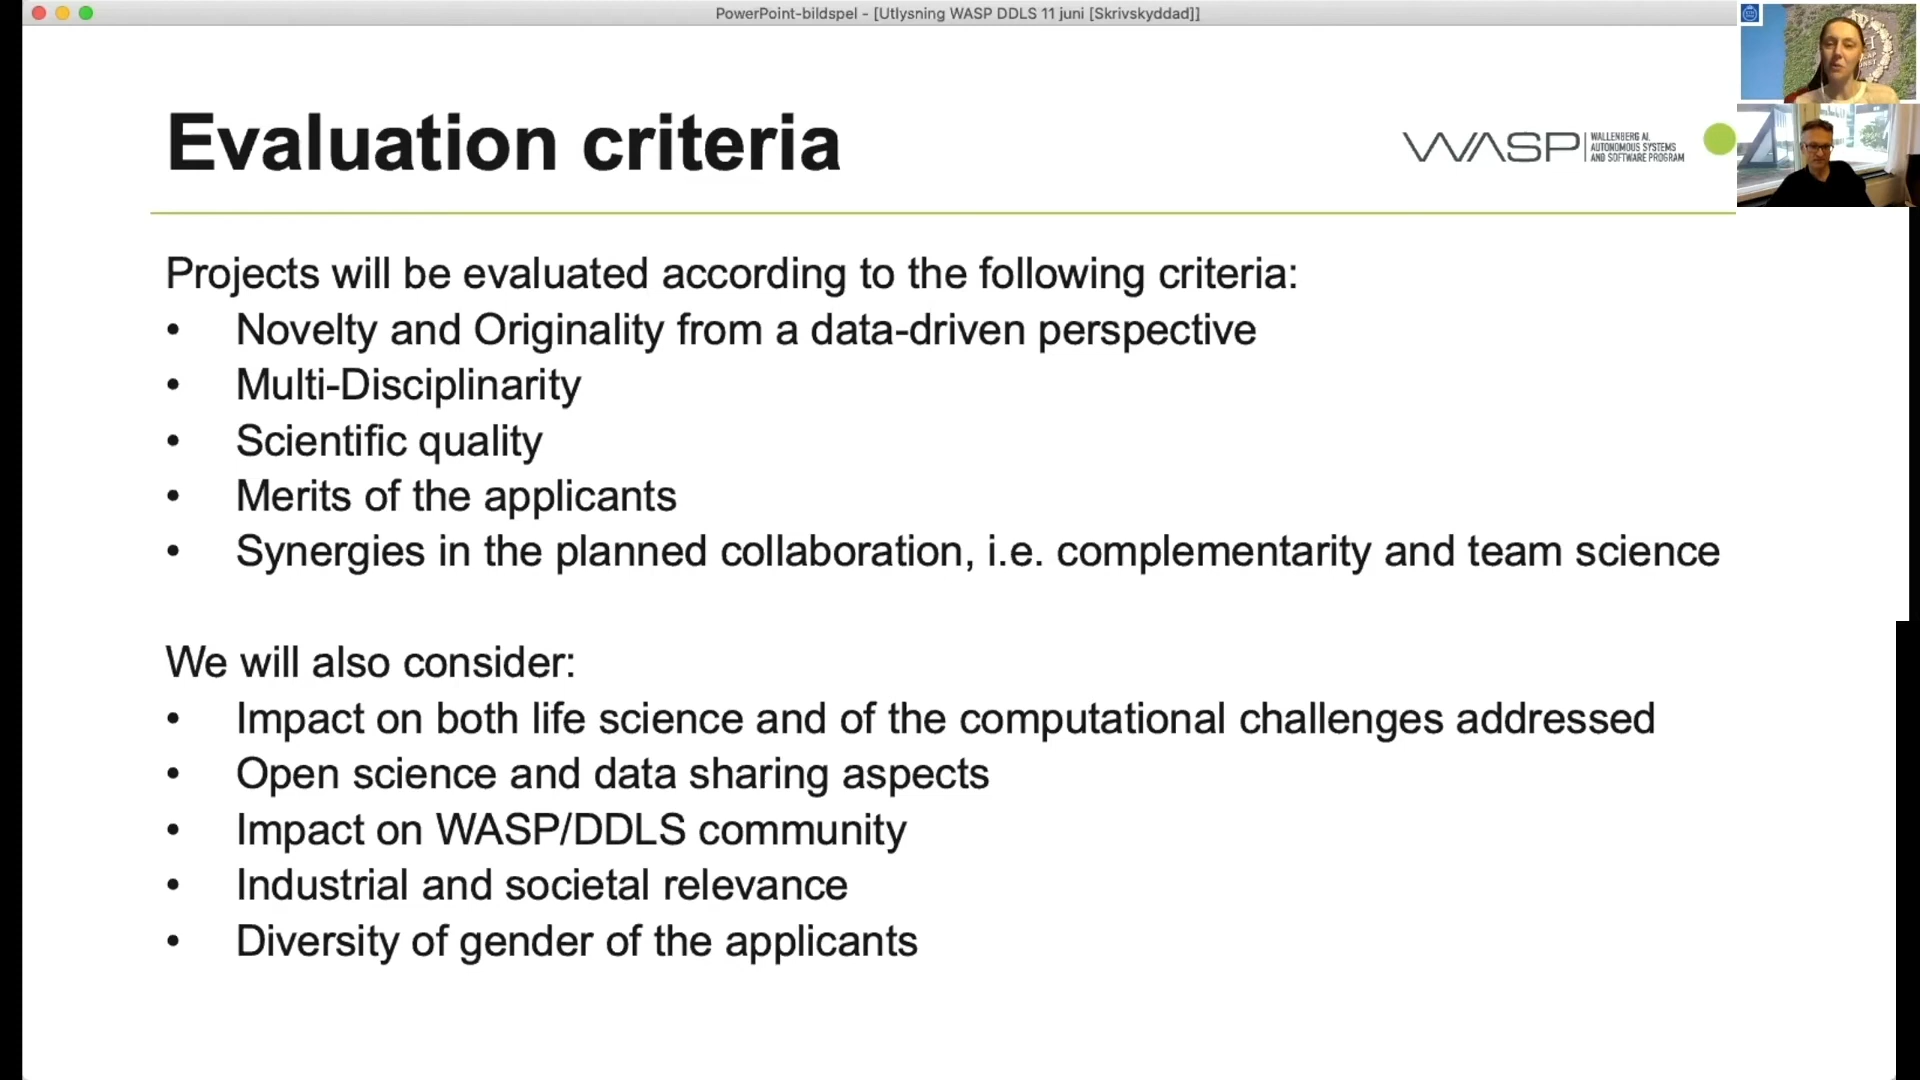 PowerPoint-bildspel - [Utlysning WASP DDLS 11 juni [Skrivskyddad]]
Evaluation criteria
WASP
WALLENBERG AI,
AUTONOMOUS SYSTEMS
AND SOFTWARE PROGRAM
Projects will be evaluated according to the following criteria:
• Novelty and Originality from a data-driven perspective
• Multi-Disciplinarity
• Scientific quality
• Merits of the applicants
• Synergies in the planned collaboration, i.e. complementarity and team science
We will also consider:
• Impact on both life science and of the computational challenges addressed
• Open science and data sharing aspects
• Impact on WASP/DDLS community
• Industrial and societal relevance
• Diversity of gender of the applicants